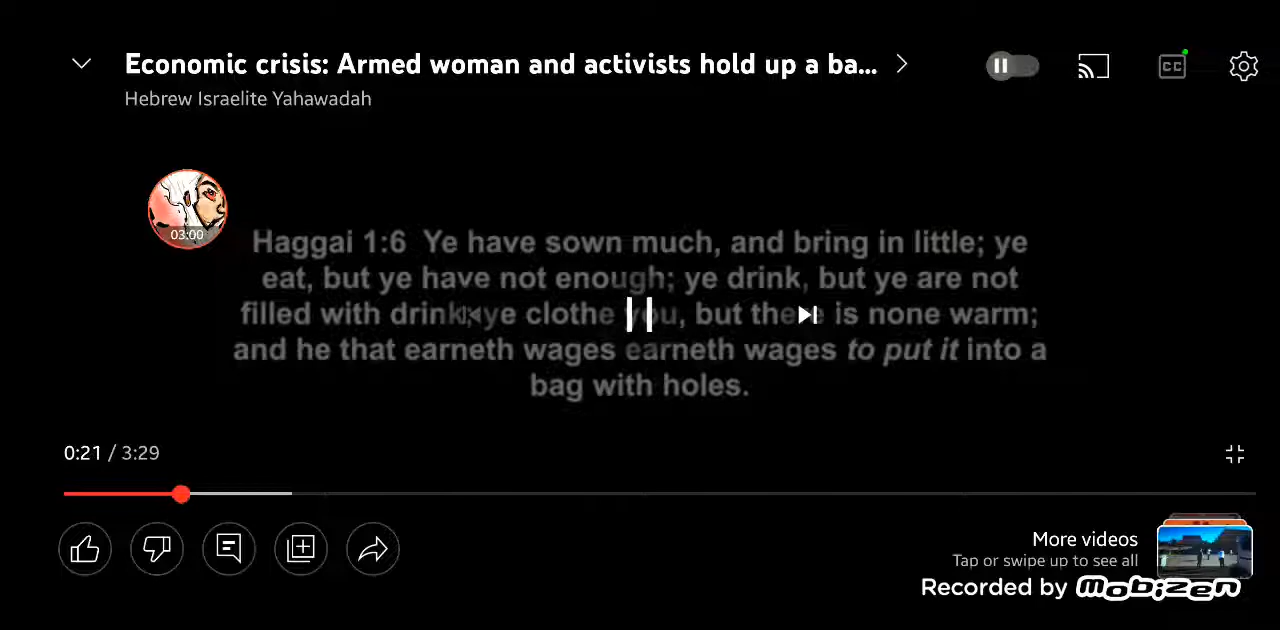 Economic crisis: Armed woman and activists hold up a ba...
Hebrew Israelite Yahawadah
CC
03:00
Haggai 1:6 Ye have sown much, and bring in little; ye
eat, but ye have not enough; ye drink, but ye are not
filled with drink; ye clothe you, but there is none warm;
and he that earneth wages earneth wages to put it into a
bag with holes.
0:21 / 3:29
More videos
Tap or swipe up to see all
Recorded by Mobizen